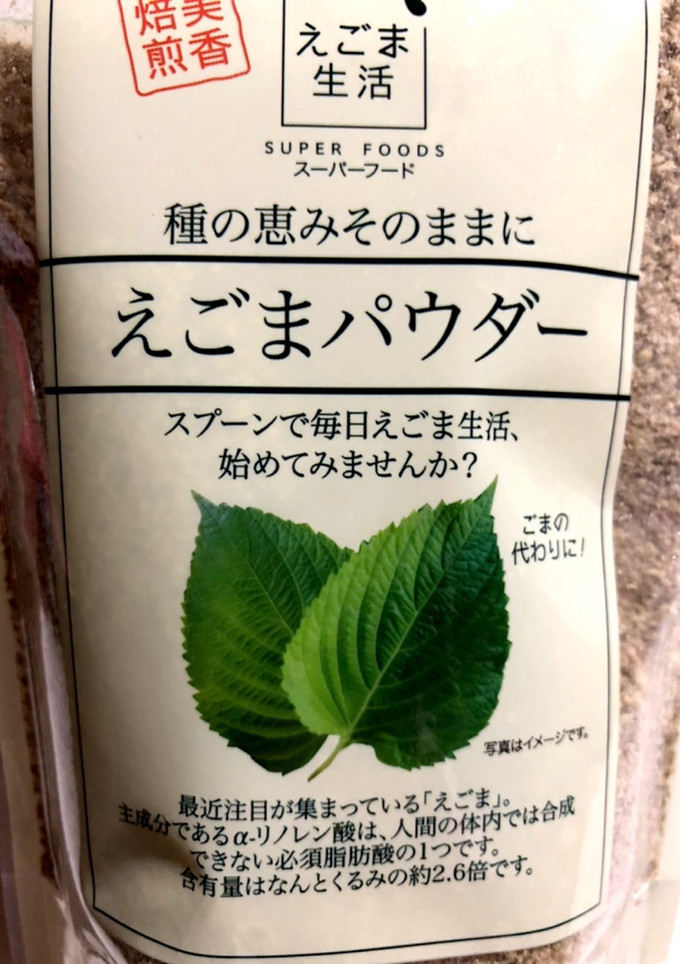 美香
焙煎
えごま
生活
SUPER FOODS
スーパーフード
種の恵みそのままに
えごまパウダー
スプーンで毎日えごま生活、
始めてみませんか？
ごまの
代わりに！
写真はイメージです。
最近注目が集まっている「えごま」。
主成分であるα-リノレン酸は、人間の体内では合成
できない必須脂肪酸の1つです。
含有量はなんとくるみの約2.6倍です。